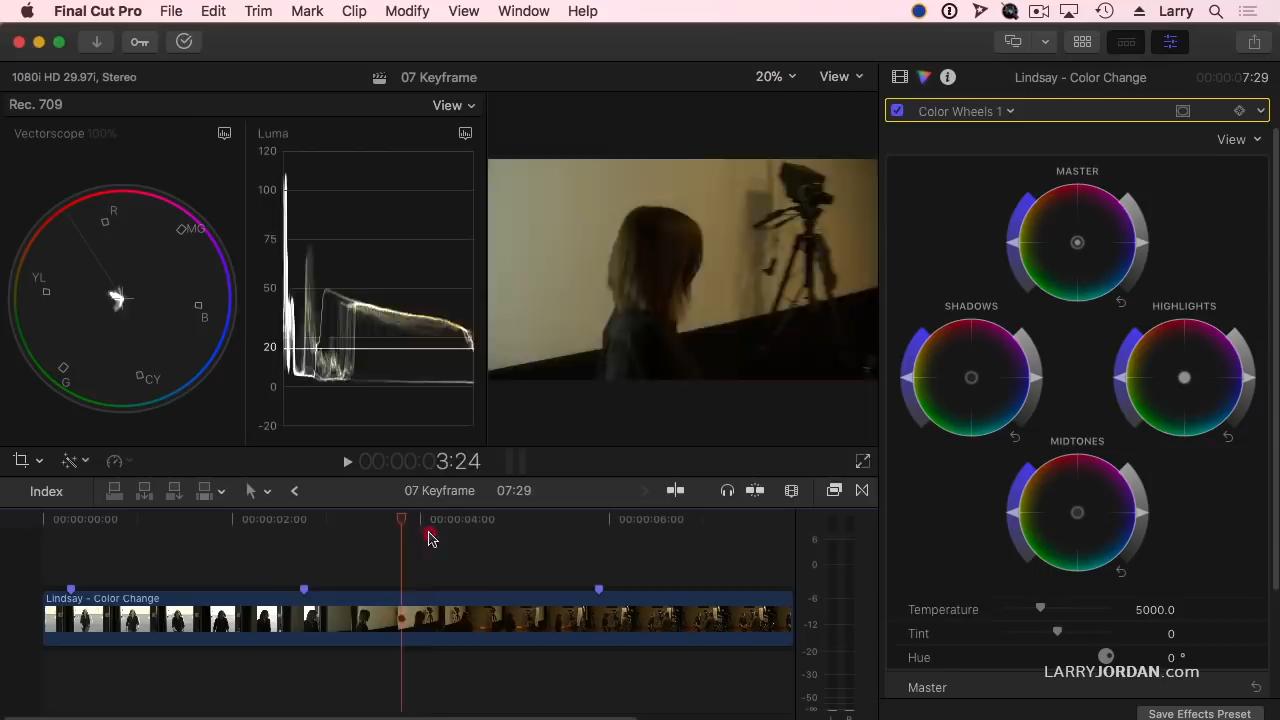 Final Cut Pro File Edit Trim Mark Clip Modify View Window Help Larry
1080i HD 29.97i, Stereo 07 Keyframe 20% View Lindsay - Color Change 00:00:07:29
Rec. 709 View
Color Wheels 1
Vectorscope 100% Luma View
120
100
75
50
20
0
-20
R
MG
YL
B
G
CY
MASTER
SHADOWS HIGHLIGHTS
MIDTONES
00:00:03:24
Index 07 Keyframe 07:29
00:00:00:00 00:00:02:00 00:00:04:00 00:00:06:00
Lindsay - Color Change
6
0
-6
-12
-20
-30
-50
-∞
L R
Temperature 5000.0
Tint 0
Hue 0 °
LARRYJORDAN.com
Master
Save Effects Preset